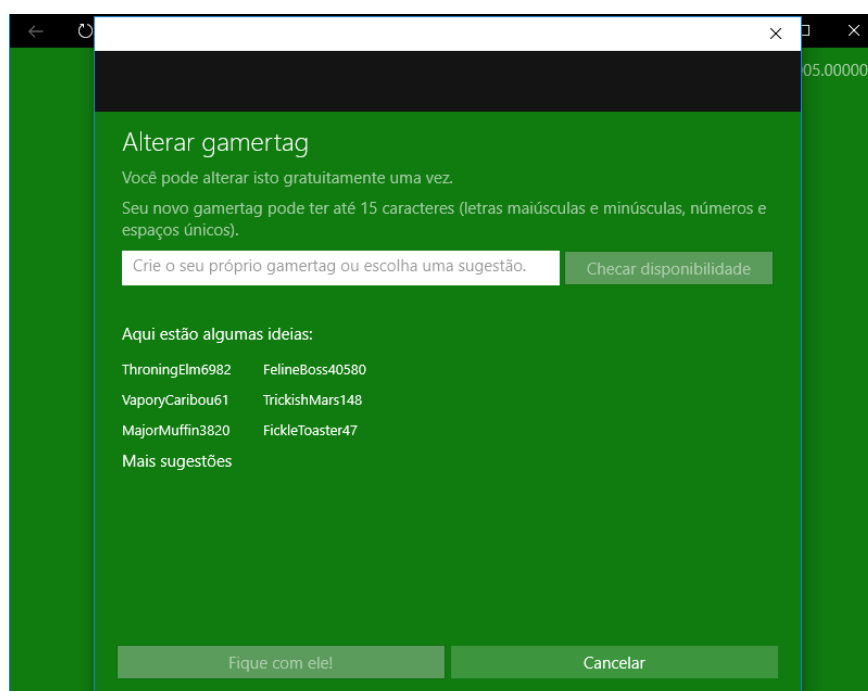 05.00000
Alterar gamertag
Você pode alterar isto gratuitamente uma vez.
Seu novo gamertag pode ter até 15 caracteres (letras maiúsculas e minúsculas, números e
espaços únicos).
Crie o seu próprio gamertag ou escolha uma sugestão.
Checar disponibilidade
Aqui estão algumas ideias:
ThroningElm6982 FelineBoss40580
VaporyCaribou61 TrickishMars148
MajorMuffin3820 FickleToaster47
Mais sugestões
Fique com ele!
Cancelar